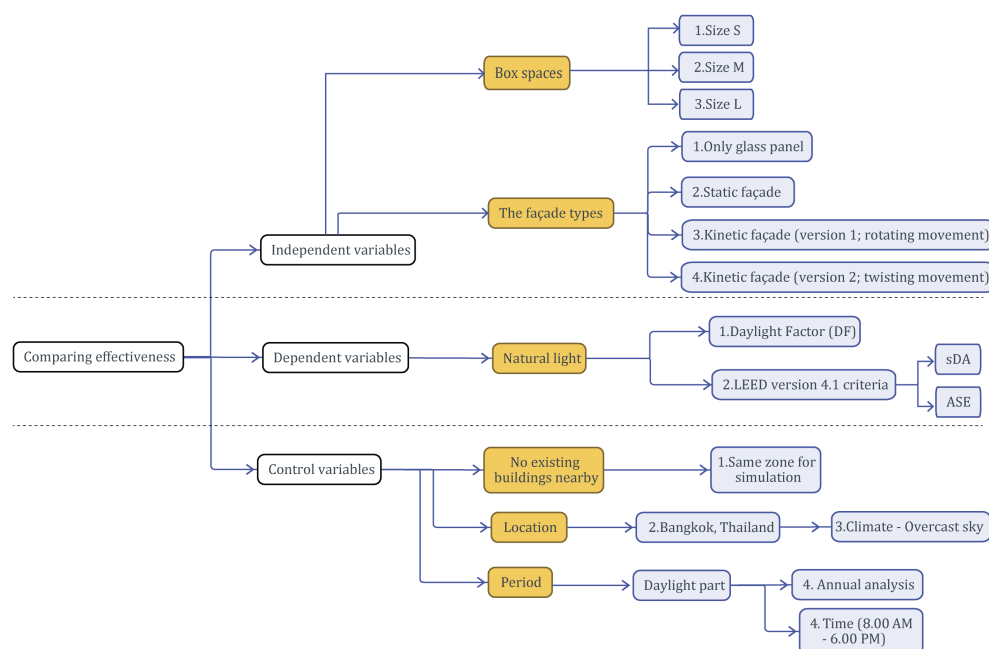 Comparing effectiveness
Independent variables
Box spaces
1.Size S
2.Size M
3.Size L
The façade types
1.Only glass panel
2.Static façade
3.Kinetic façade (version 1; rotating movement)
4.Kinetic façade (version 2; twisting movement)
Dependent variables
Natural light
1.Daylight Factor (DF)
2.LEED version 4.1 criteria
sDA
ASE
Control variables
No existing
buildings nearby
1.Same zone for
simulation
Location
2.Bangkok, Thailand
3.Climate - Overcast sky
Period
Daylight part
4. Annual analysis
4. Time (8.00 AM
- 6.00 PM)